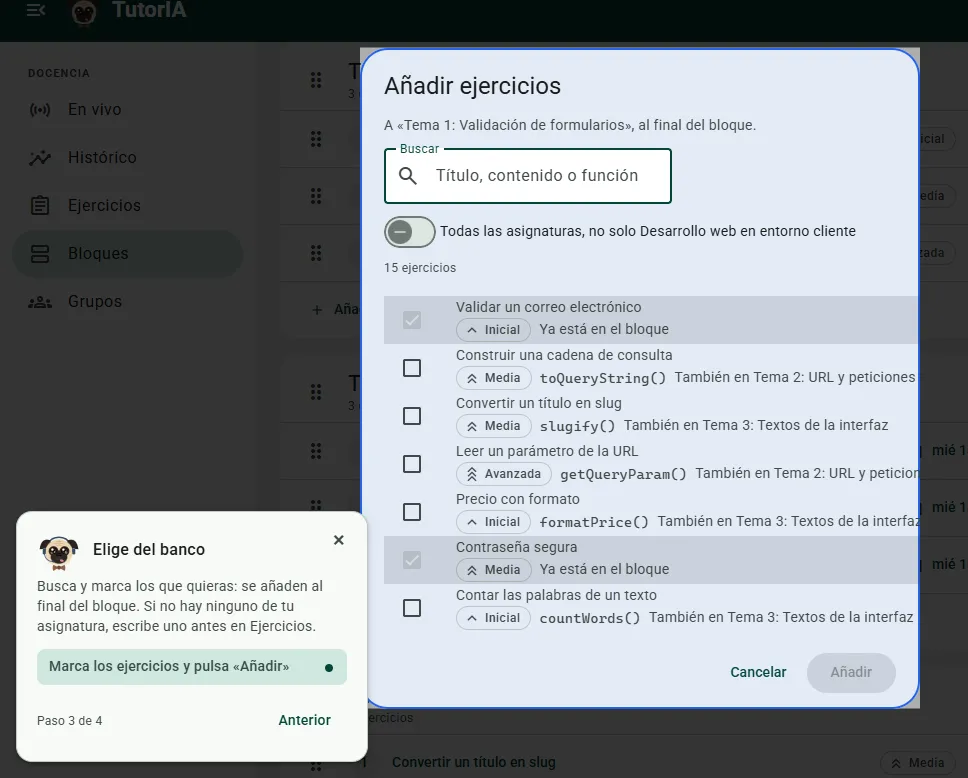 TutorIA
DOCENCIA
En vivo
Histórico
Ejercicios
Bloques
Grupos
Añadir ejercicios
A «Tema 1: Validación de formularios», al final del bloque.
Buscar
Título, contenido o función
Todas las asignaturas, no solo Desarrollo web en entorno cliente
15 ejercicios
Validar un correo electrónico
Inicial Ya está en el bloque
Construir una cadena de consulta
Media toQueryString() También en Tema 2: URL y peticiones
Convertir un título en slug
Media slugify() También en Tema 3: Textos de la interfaz
Leer un parámetro de la URL
Avanzada getQueryParam() También en Tema 2: URL y peticion
Precio con formato
Inicial formatPrice() También en Tema 3: Textos de la interfaz
Contraseña segura
Media Ya está en el bloque
Contar las palabras de un texto
Inicial countWords() También en Tema 3: Textos de la interfaz
Cancelar
Añadir
Elige del banco
Busca y marca los que quieras: se añaden al
final del bloque. Si no hay ninguno de tu
asignatura, escribe uno antes en Ejercicios.
Marca los ejercicios y pulsa «Añadir»
Paso 3 de 4
Anterior
1 Convertir un título en slug
Media